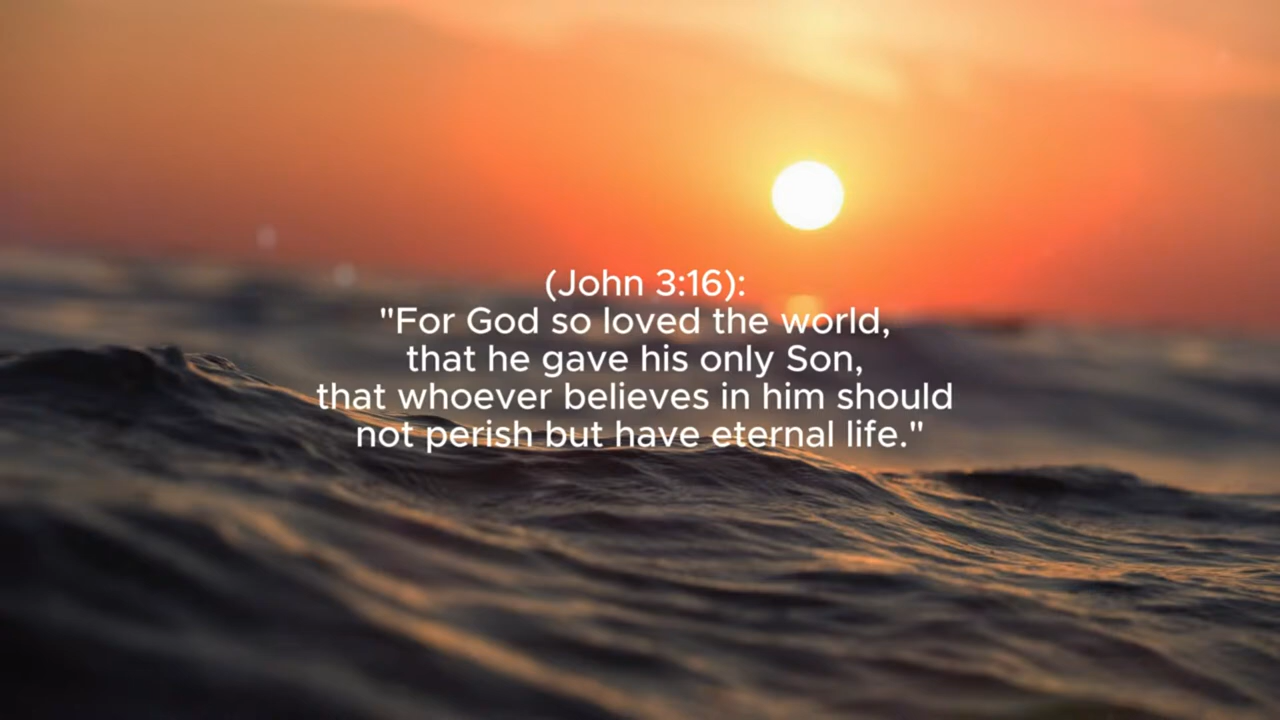 (John 3:16):
"For God so loved the world,
that he gave his only Son,
that whoever believes in him should
not perish but have eternal life."